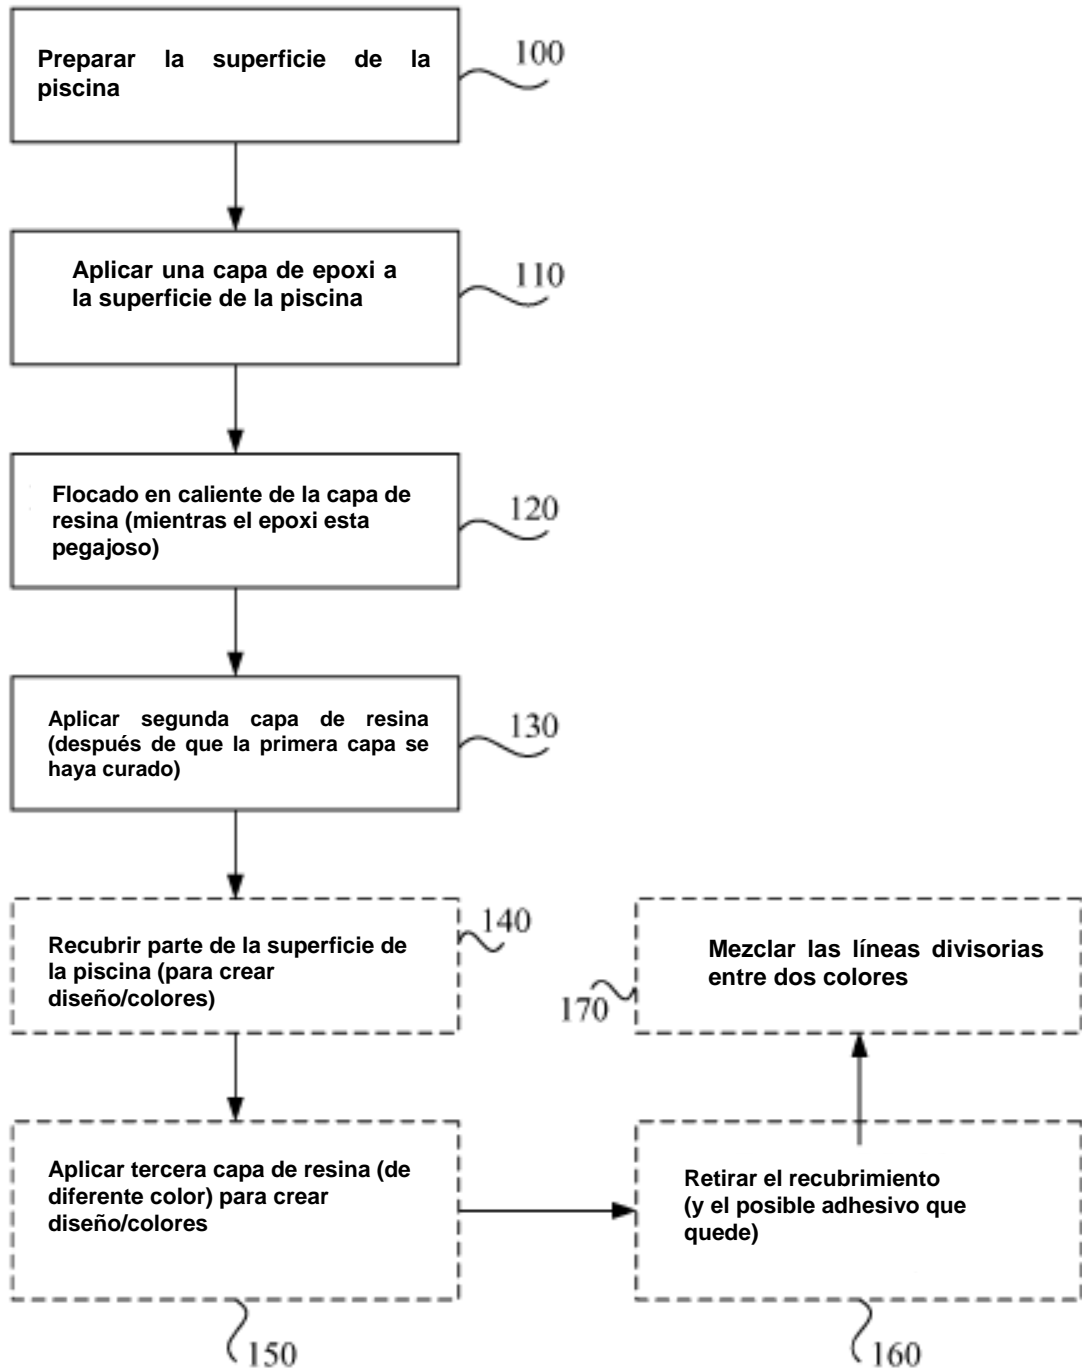 Preparar la superficie de la
piscina
100
Aplicar una capa de epoxi a
la superficie de la piscina
110
Flocado en caliente de la capa de
resina (mientras el epoxi esta
pegajoso)
120
Aplicar segunda capa de resina
(después de que la primera capa se
haya curado)
130
Recubrir parte de la superficie de
la piscina (para crear
diseño/colores)
140
Aplicar tercera capa de resina (de
diferente color) para crear
diseño/colores
150
Retirar el recubrimiento
(y el posible adhesivo que
quede)
160
Mezclar las líneas divisorias
entre dos colores
170